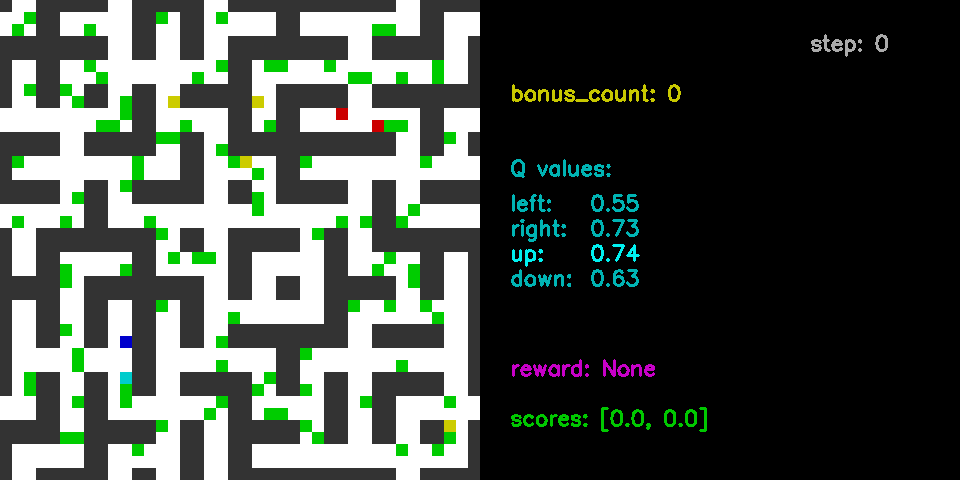 step: 0
bonus_count: 0
Q values:
left: 0.55
right: 0.73
up: 0.74
down: 0.63
reward: None
scores: [0.0, 0.0]